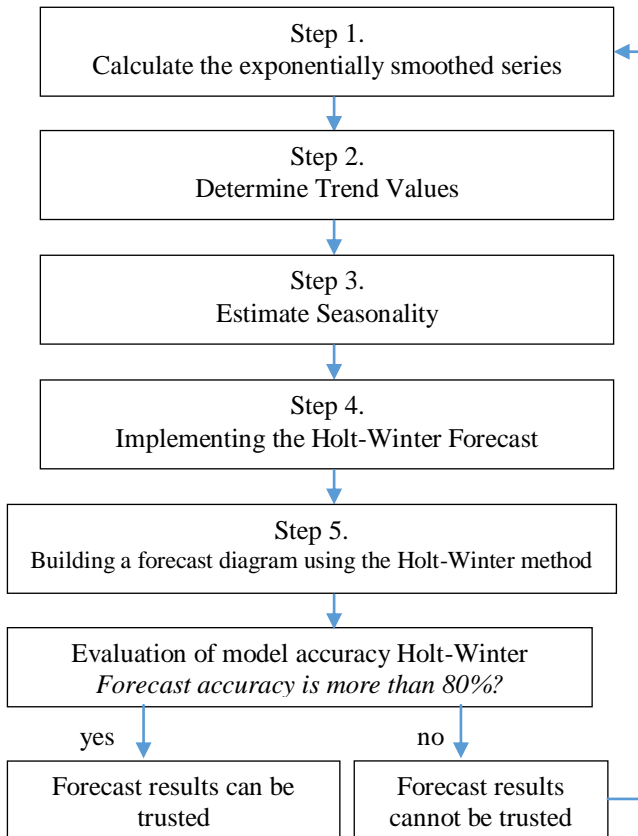 Step 1.
Calculate the exponentially smoothed series
Step 2.
Determine Trend Values
Step 3.
Estimate Seasonality
Step 4.
Implementing the Holt-Winter Forecast
Step 5.
Building a forecast diagram using the Holt-Winter method
Evaluation of model accuracy Holt-Winter
Forecast accuracy is more than 80%?
yes
no
Forecast results can be
trusted
Forecast results
cannot be trusted